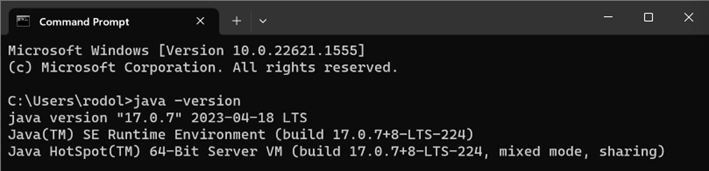 Command Prompt
Microsoft Windows [Version 10.0.22621.1555]
(c) Microsoft Corporation. All rights reserved.
C:\Users\rodol>java -version
java version "17.0.7" 2023-04-18 LTS
Java(TM) SE Runtime Environment (build 17.0.7+8-LTS-224)
Java HotSpot(TM) 64-Bit Server VM (build 17.0.7+8-LTS-224, mixed mode, sharing)